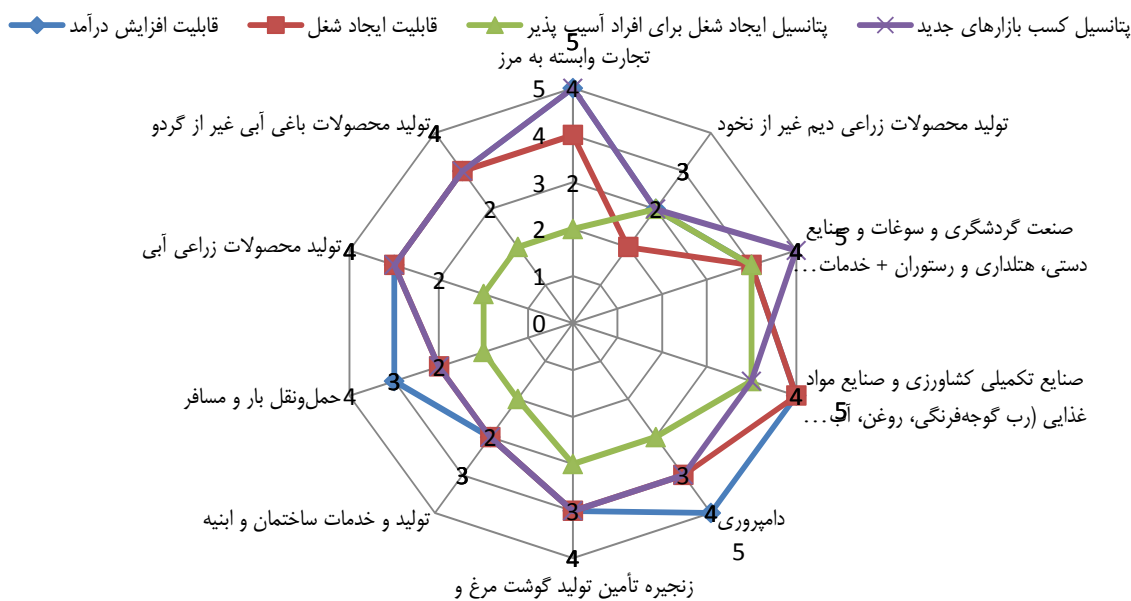 قابلیت افزایش درآمد
قابلیت ایجاد شغل
پتانسیل ایجاد شغل برای افراد آسیب پذیر
پتانسیل کسب بازارهای جدید
5
تجارت وابسته به مرز
5 4
تولید محصولات باغی آبی غیر از گردو
4
4
تولید محصولات زراعی دیم غیر از نخود
3
3 2
2
2
2
صنعت گردشگری و سوغات و صنایع
دستی، هتلداری و رستوران + خدمات...
4 5
تولید محصولات زراعی آبی
4
2
1
0
صنایع تکمیلی کشاورزی و صنایع مواد
غذایی (رب گوجه‌فرنگی، روغن، آب...
4 5
2
3
حمل‌ونقل بار و مسافر
4
2
3
3
تولید و خدمات ساختمان و ابنیه
3
دامپروری
4
5
4
زنجیره تأمین تولید گوشت مرغ و